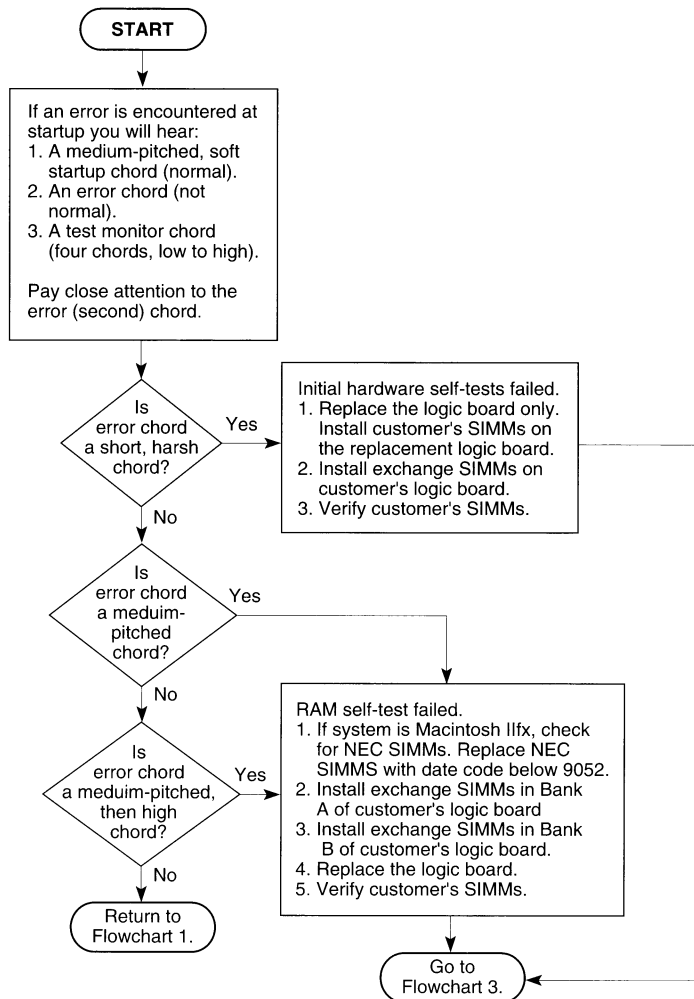 START
If an error is encountered at
startup you will hear:
1. A medium-pitched, soft
startup chord (normal).
2. An error chord (not
normal).
3. A test monitor chord
(four chords, low to high).
Pay close attention to the
error (second) chord.
Is
error chord
a short, harsh
chord?
Yes
Initial hardware self-tests failed.
1. Replace the logic board only.
Install customer's SIMMs on
the replacement logic board.
2. Install exchange SIMMs on
customer's logic board.
3. Verify customer's SIMMs.
No
Is
error chord
a meduim-
pitched
chord?
Yes
No
Is
error chord
a meduim-pitched,
then high
chord?
Yes
RAM self-test failed.
1. If system is Macintosh IIfx, check
for NEC SIMMs. Replace NEC
SIMMS with date code below 9052.
2. Install exchange SIMMs in Bank
A of customer's logic board
3. Install exchange SIMMs in Bank
B of customer's logic board.
4. Replace the logic board.
5. Verify customer's SIMMs.
No
Return to
Flowchart 1.
Go to
Flowchart 3.